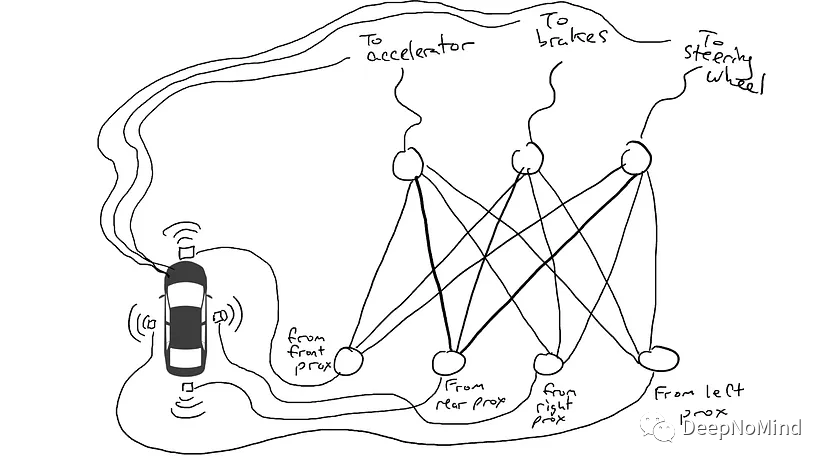 To
accelerator
To
brakes
To
steering
wheel
from
front
prox
From
rear prox
from
right
prox
From left
prox
DeepNoMind